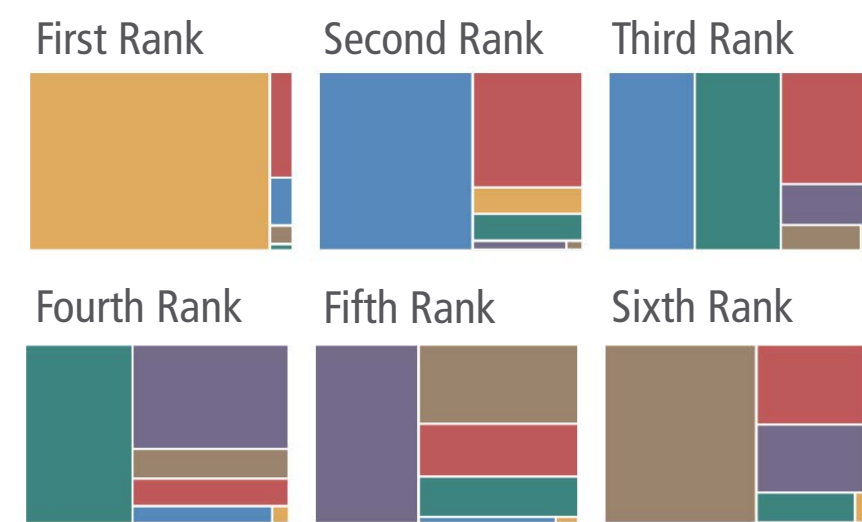 First Rank
Second Rank
Third Rank
Fourth Rank
Fifth Rank
Sixth Rank